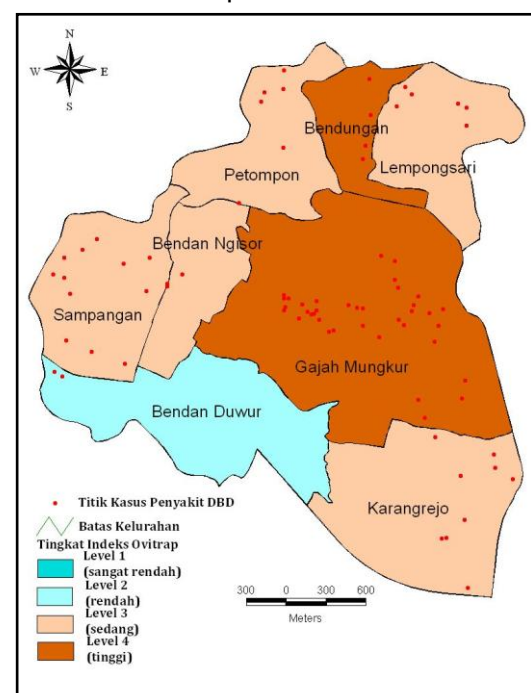 N
W E
S
Bendungan
Petompon
Lempongsari
Bendan Ngisor
Sampangan
Gajah Mungkur
Bendan Duwur
Karangrejo
Titik Kasus Penyakit DBD
Batas Kelurahan
Tingkat Indeks Ovitrap
Level 1
(sangat rendah)
Level 2
(rendah)
Level 3
(sedang)
Level 4
(tinggi)
300 0 300 600
Meters